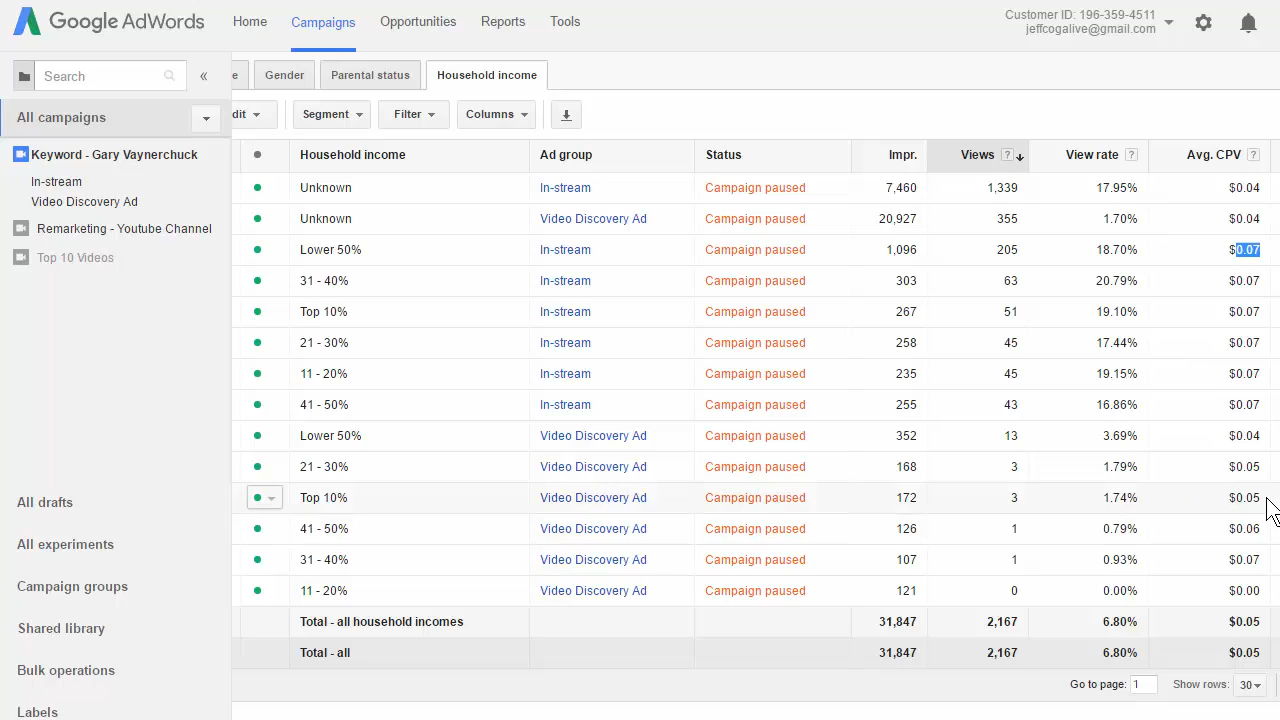 Google AdWords Home Campaigns Opportunities Reports Tools Customer ID: 196-359-4511
jeffcogalive@gmail.com
Search « e Gender Parental status Household income
All campaigns dit Segment Filter Columns
Keyword - Gary Vaynerchuck Household income Ad group Status Impr. Views ? View rate ? Avg. CPV ?
In-stream Unknown In-stream Campaign paused 7,460 1,339 17.95% $0.04
Video Discovery Ad
Unknown Video Discovery Ad Campaign paused 20,927 355 1.70% $0.04
Remarketing - Youtube Channel
Top 10 Videos Lower 50% In-stream Campaign paused 1,096 205 18.70% $0.07
31 - 40% In-stream Campaign paused 303 63 20.79% $0.07
Top 10% In-stream Campaign paused 267 51 19.10% $0.07
21 - 30% In-stream Campaign paused 258 45 17.44% $0.07
11 - 20% In-stream Campaign paused 235 45 19.15% $0.07
41 - 50% In-stream Campaign paused 255 43 16.86% $0.07
Lower 50% Video Discovery Ad Campaign paused 352 13 3.69% $0.04
21 - 30% Video Discovery Ad Campaign paused 168 3 1.79% $0.05
All drafts Top 10% Video Discovery Ad Campaign paused 172 3 1.74% $0.05
41 - 50% Video Discovery Ad Campaign paused 126 1 0.79% $0.06
All experiments
31 - 40% Video Discovery Ad Campaign paused 107 1 0.93% $0.07
Campaign groups 11 - 20% Video Discovery Ad Campaign paused 121 0 0.00% $0.00
Shared library Total - all household incomes 31,847 2,167 6.80% $0.05
Total - all 31,847 2,167 6.80% $0.05
Bulk operations
Go to page: 1 Show rows: 30
Labels